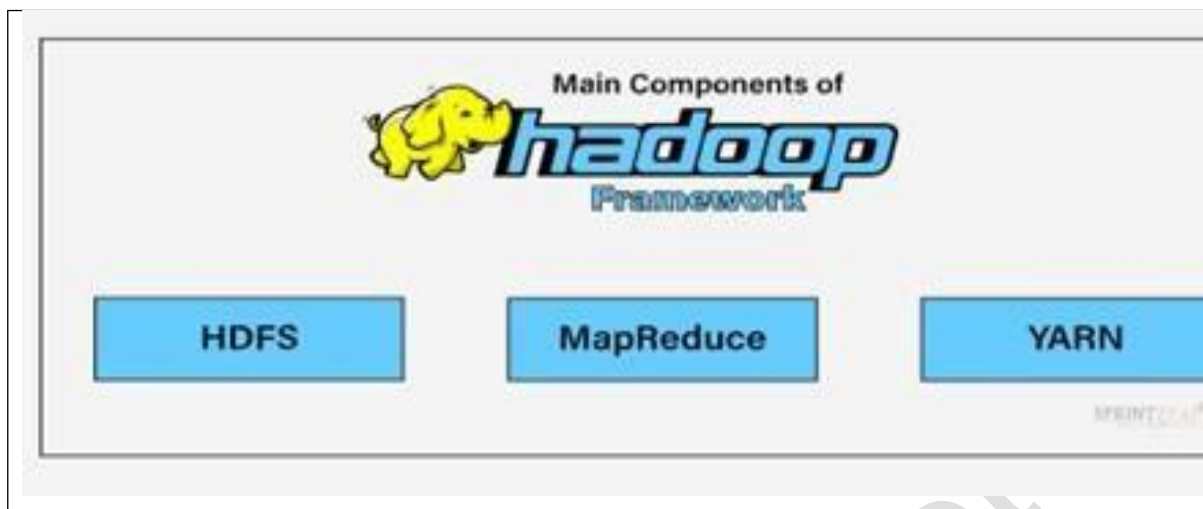 Main Components of
hadoop
Framework
HDFS
MapReduce
YARN